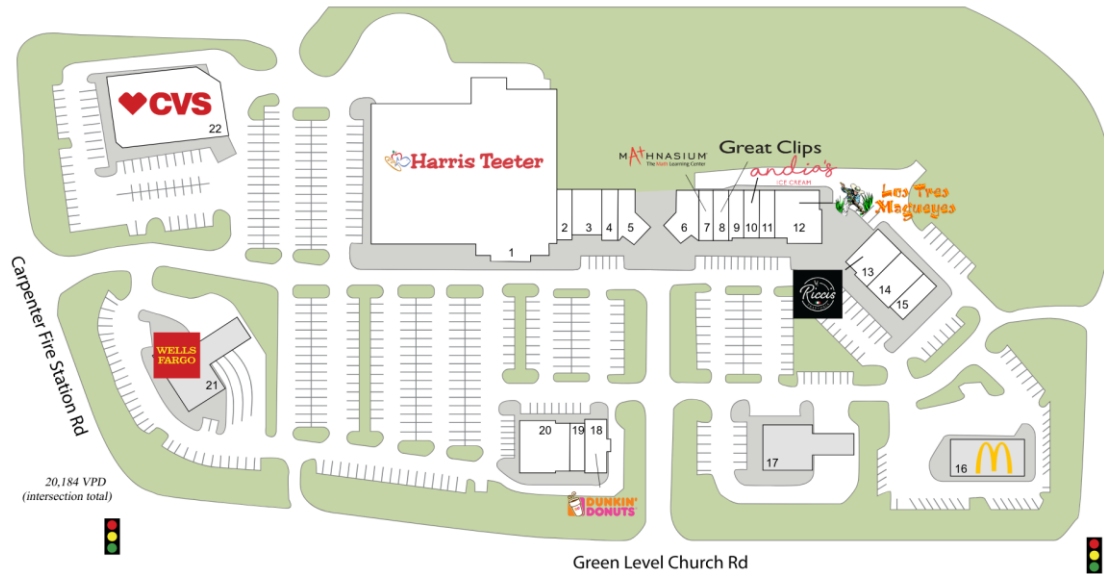 CVS
22
Harris Teeter
MATHNASIUM
The Math Learning Center
Great Clips
andia's
ICE CREAM
Los Tres
Magueyes
2
3
4
5
6
7
8
9
10
11
12
1
13
14
15
Riccis
Carpenter Fire Station Rd
WELLS
FARGO
21
20
19
18
17
16
M
20,184 VPD
(intersection total)
DUNKIN'
DONUTS
Green Level Church Rd